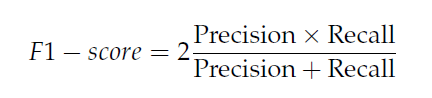 F1 − score = 2 Precision × Recall / Precision + Recall